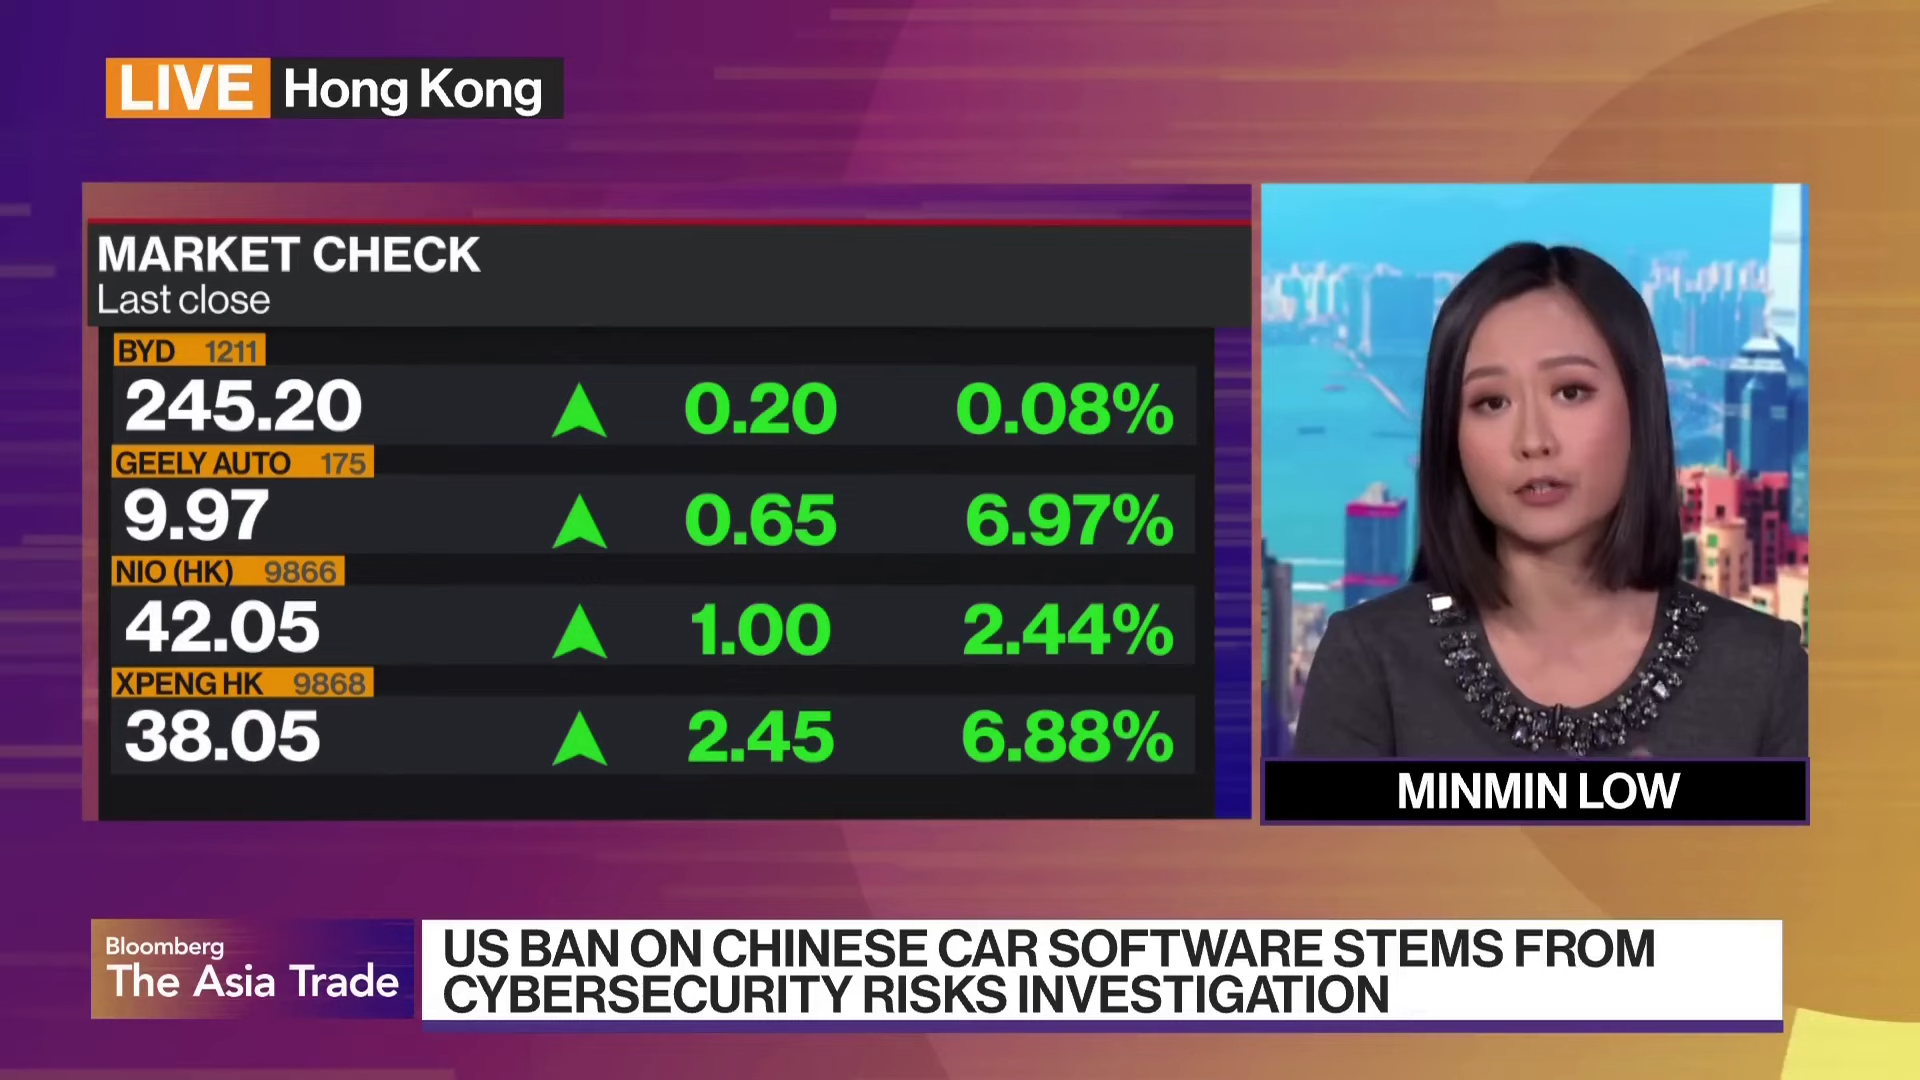 LIVE Hong Kong
MARKET CHECK
Last close
BYD 1211
245.20 0.20 0.08%
GEELY AUTO 175
9.97 0.65 6.97%
NIO (HK) 9866
42.05 1.00 2.44%
XPENG HK 9868
38.05 2.45 6.88%
MINMIN LOW
Bloomberg
The Asia Trade
US BAN ON CHINESE CAR SOFTWARE STEMS FROM
CYBERSECURITY RISKS INVESTIGATION